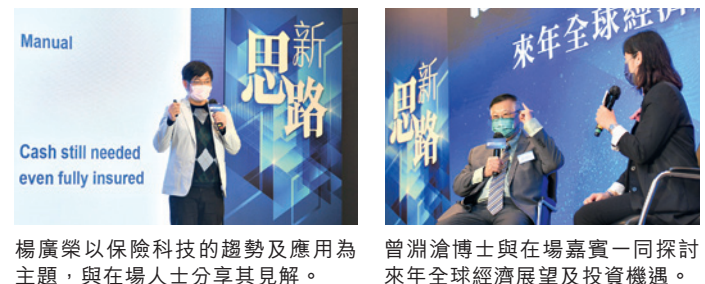 Manual
Cash still needed
even fully insured
新
思
路
楊廣榮以保險科技的趨勢及應用為
主題，與在場人士分享其見解。
來年全球經濟
新
思
路
曾淵滄博士與在場嘉賓一同探討
來年全球經濟展望及投資機遇。